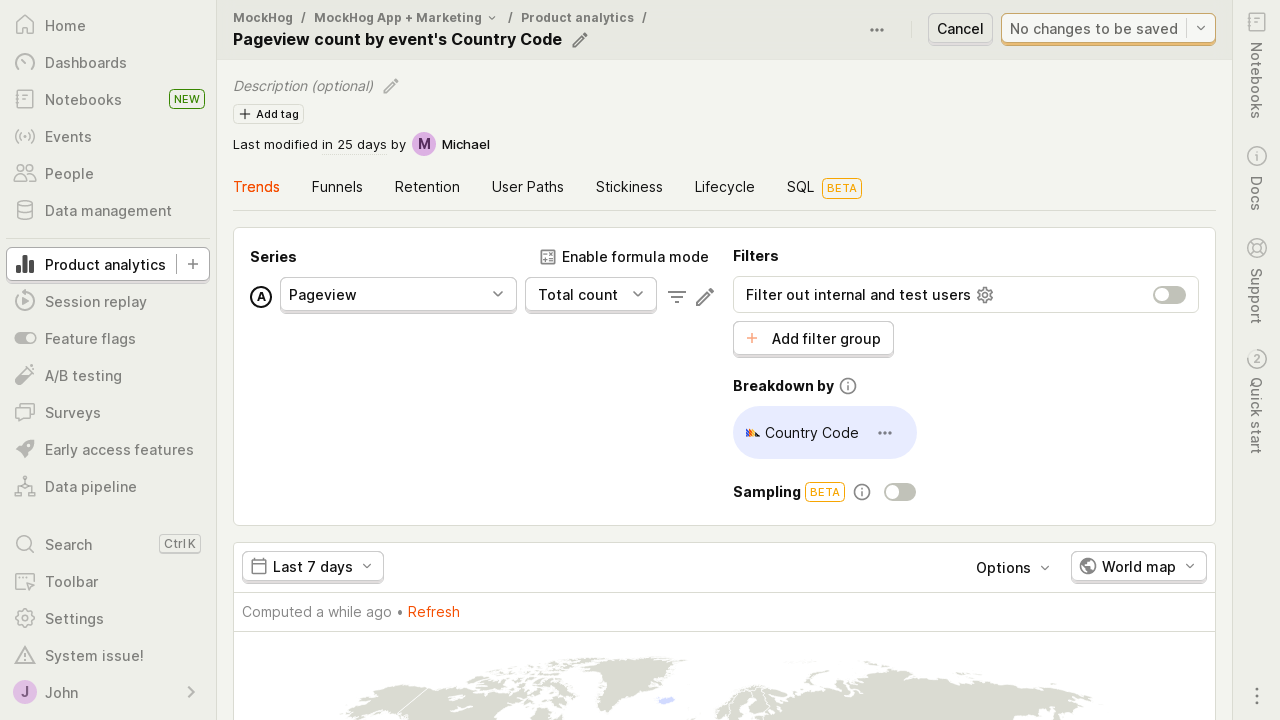 Home
Dashboards
Notebooks NEW
Events
People
Data management
Product analytics
Session replay
Feature flags
A/B testing
Surveys
Early access features
Data pipeline
Search Ctrl K
Toolbar
Settings
System issue!
J John
MockHog / MockHog App + Marketing / Product analytics /
Pageview count by event's Country Code
Cancel
No changes to be saved
Description (optional)
Add tag
Last modified in 25 days by M Michael
Trends Funnels Retention User Paths Stickiness Lifecycle SQL BETA
Series
Enable formula mode
A Pageview Total count
Filters
Filter out internal and test users
Add filter group
Breakdown by
Country Code
Sampling BETA
Last 7 days
Options
World map
Computed a while ago • Refresh
Notebooks
Docs
Support
2 Quick start